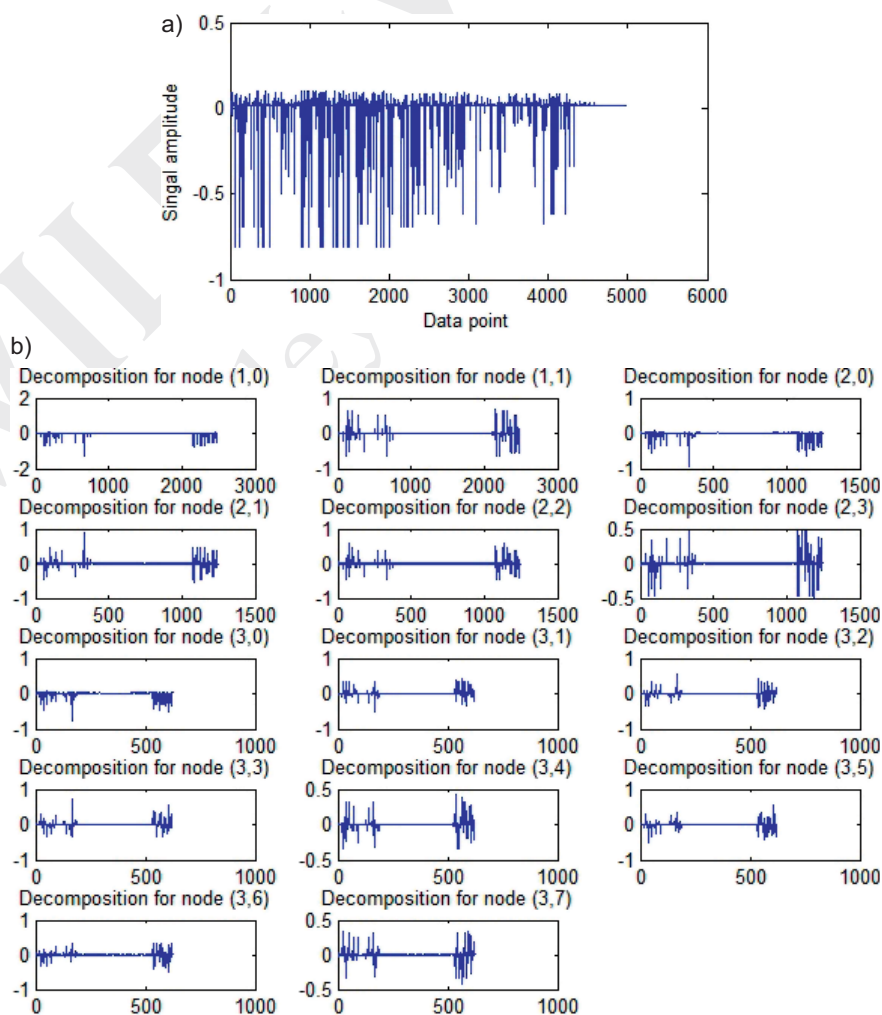 a)
0.5
0
-0.5
-1
Singal amplitude
0 1000 2000 3000 4000 5000 6000
Data point
b)
Decomposition for node (1,0) Decomposition for node (1,1) Decomposition for node (2,0)
2 1 1
0 0 0
-2 -1 -1
0 1000 2000 3000 0 1000 2000 3000 0 500 1000 1500
Decomposition for node (2,1) Decomposition for node (2,2) Decomposition for node (2,3)
1 1 0.5
0 0 0
-1 -1 -0.5
0 500 1000 1500 0 500 1000 1500 0 500 1000 1500
Decomposition for node (3,0) Decomposition for node (3,1) Decomposition for node (3,2)
1 1 1
0 0 0
-1 -1 -1
0 500 1000 0 500 1000 0 500 1000
Decomposition for node (3,3) Decomposition for node (3,4) Decomposition for node (3,5)
1 0.5 1
0 0 0
-1 -0.5 -1
0 500 1000 0 500 1000 0 500 1000
Decomposition for node (3,6) Decomposition for node (3,7)
1 0.5
0 0
-1 -0.5
0 500 1000 0 500 1000